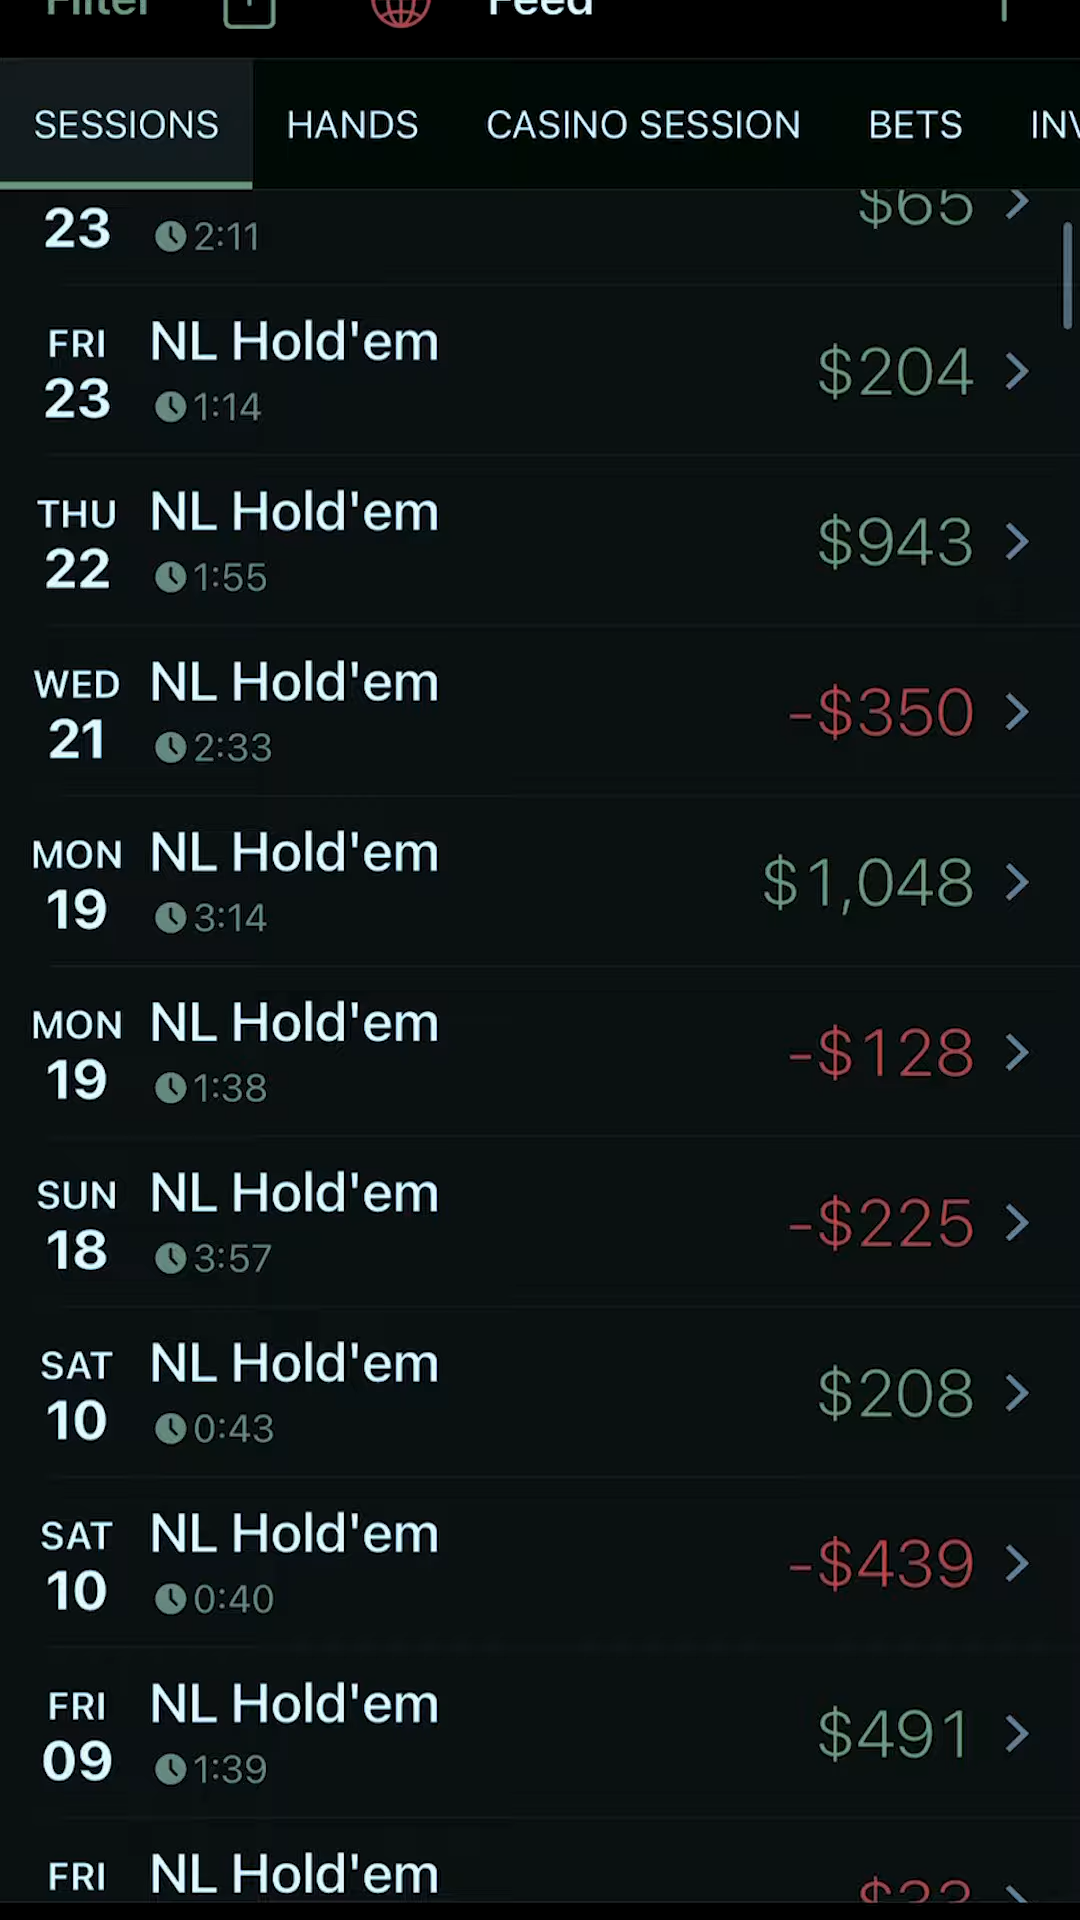 Filter Feed
SESSIONS HANDS CASINO SESSION BETS INV
23 2:11 $65
FRI NL Hold'em
23 1:14 $204
THU NL Hold'em
22 1:55 $943
WED NL Hold'em
21 2:33 -$350
MON NL Hold'em
19 3:14 $1,048
MON NL Hold'em
19 1:38 -$128
SUN NL Hold'em
18 3:57 -$225
SAT NL Hold'em
10 0:43 $208
SAT NL Hold'em
10 0:40 -$439
FRI NL Hold'em
09 1:39 $491
FRI NL Hold'em